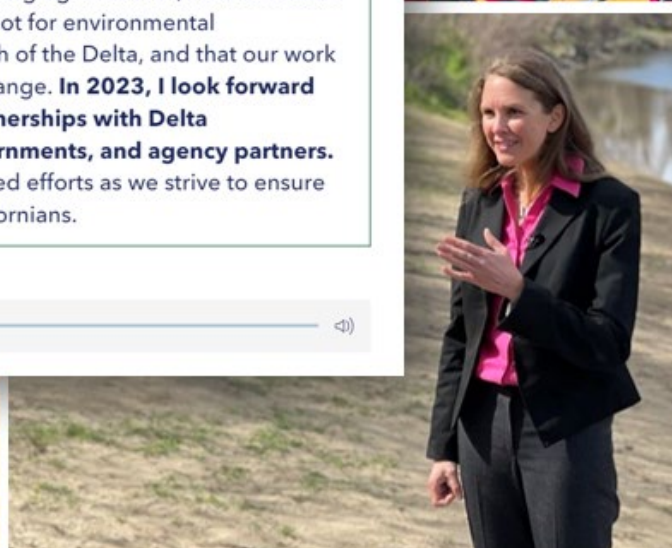 ot for environmental
h of the Delta, and that our work
ange. In 2023, I look forward
nerships with Delta
rnments, and agency partners.
ed efforts as we strive to ensure
ornians.